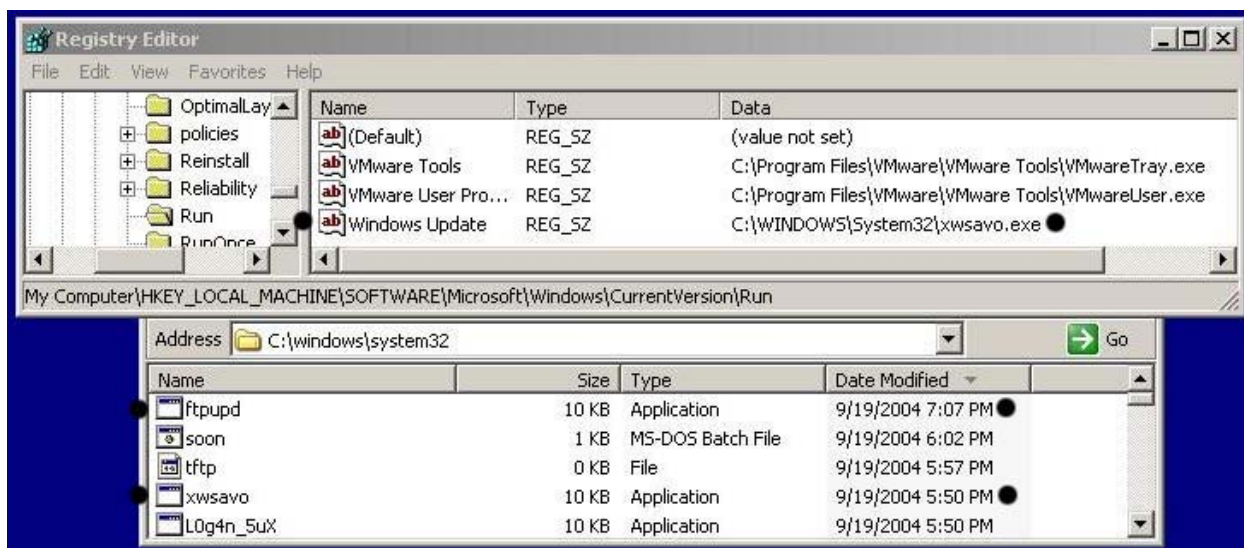 Registry Editor
File Edit View Favorites Help
OptimalLay
policies
Reinstall
Reliability
Run
RunOnce
Name Type Data
(Default) REG_SZ (value not set)
VMware Tools REG_SZ C:\Program Files\VMware\VMware Tools\VMwareTray.exe
VMware User Pro... REG_SZ C:\Program Files\VMware\VMware Tools\VMwareUser.exe
Windows Update REG_SZ C:\WINDOWS\System32\xwsavo.exe
My Computer\HKEY_LOCAL_MACHINE\SOFTWARE\Microsoft\Windows\CurrentVersion\Run
Address C:\windows\system32 Go
Name Size Type Date Modified
ftpupd 10 KB Application 9/19/2004 7:07 PM
soon 1 KB MS-DOS Batch File 9/19/2004 6:02 PM
tftp 0 KB File 9/19/2004 5:57 PM
xwsavo 10 KB Application 9/19/2004 5:50 PM
L0g4n_5uX 10 KB Application 9/19/2004 5:50 PM